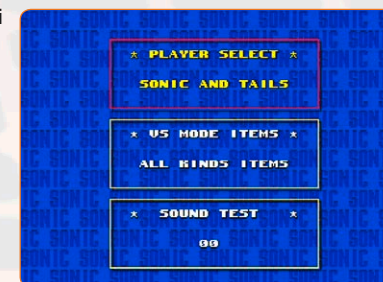 i
* PLAYER SELECT *
SONIC AND TAILS
* VS MODE ITEMS *
ALL KINDS ITEMS
* SOUND TEST *
00